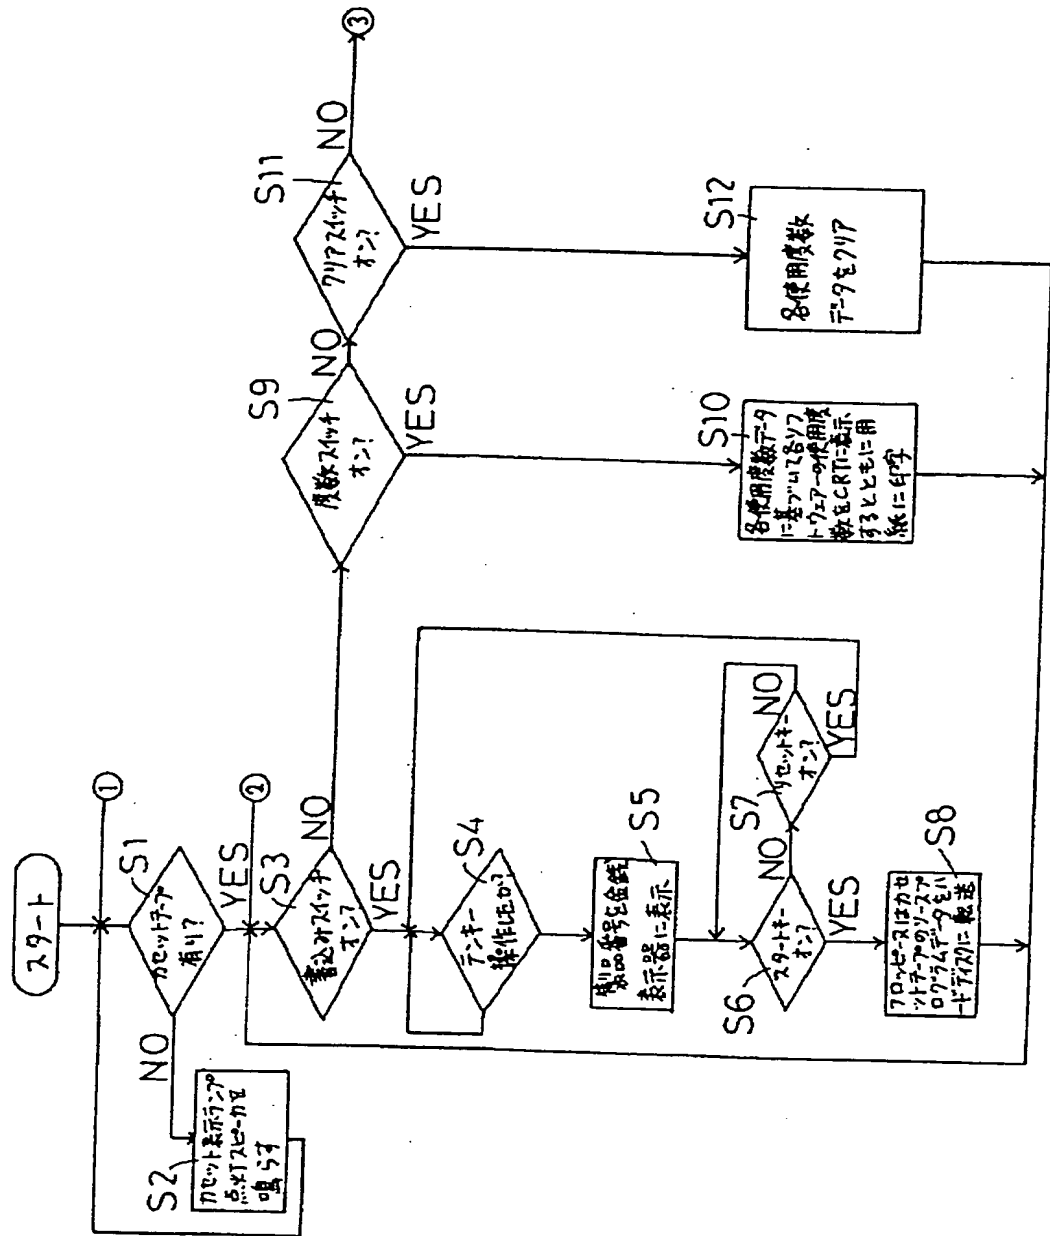 スタート
①
カセットテープ
有り?
S1
NO
YES
カセット表示ランプ
点灯スピーカを
鳴らす
S2
②
書込みスイッチ
オン?
S3
NO
YES
テンキー
操作したか?
S4
番号を金銭
表示器に表示
S5
スタートキー
オン?
S6
NO
YES
リセットキー
オン?
S7
NO
YES
フロッピー又はカセ
ットテープのソースプ
ログラムデータをハ
ードディスクに転送
S8
度数スイッチ
オン?
S9
NO
YES
各使用度数データ
に基づいて各ソフ
トウェアーの使用度
数をCRTに表示
するとともに用
紙に印字
S10
クリアスイッチ
オン?
S11
NO
YES
③
各使用度数
データをクリア
S12